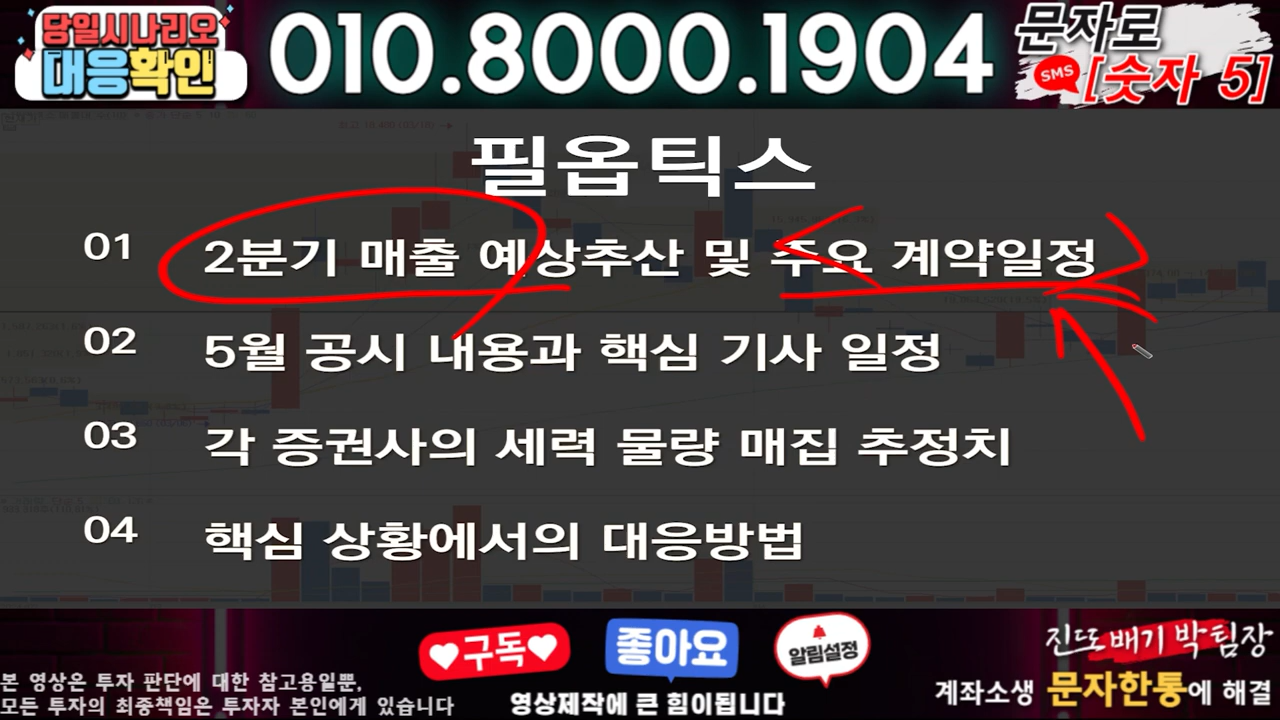 당일시나리오
대응확인
010.8000.1904
문자로
SMS
[숫자 5]
필옵틱스
01 2분기 매출 예상추산 및 주요 계약일정
02 5월 공시 내용과 핵심 기사 일정
03 각 증권사의 세력 물량 매집 추정치
04 핵심 상황에서의 대응방법
구독
좋아요
알림설정
본 영상은 투자 판단에 대한 참고용일뿐,
모든 투자의 최종책임은 투자자 본인에게 있습니다
영상제작에 큰 힘이됩니다
진또배기 박팀장
계좌소생 문자한통에 해결